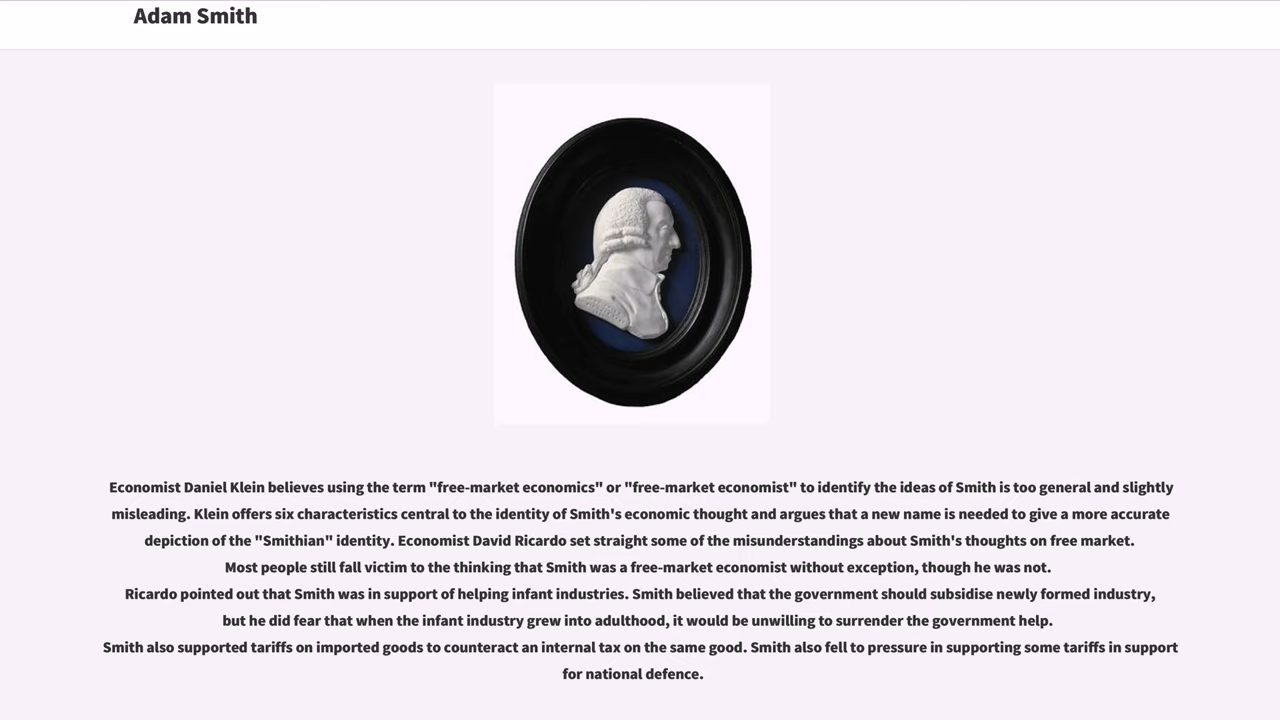 Adam Smith
Economist Daniel Klein believes using the term "free-market economics" or "free-market economist" to identify the ideas of Smith is too general and slightly
misleading. Klein offers six characteristics central to the identity of Smith's economic thought and argues that a new name is needed to give a more accurate
depiction of the "Smithian" identity. Economist David Ricardo set straight some of the misunderstandings about Smith's thoughts on free market.
Most people still fall victim to the thinking that Smith was a free-market economist without exception, though he was not.
Ricardo pointed out that Smith was in support of helping infant industries. Smith believed that the government should subsidise newly formed industry,
but he did fear that when the infant industry grew into adulthood, it would be unwilling to surrender the government help.
Smith also supported tariffs on imported goods to counteract an internal tax on the same good. Smith also fell to pressure in supporting some tariffs in support
for national defence.